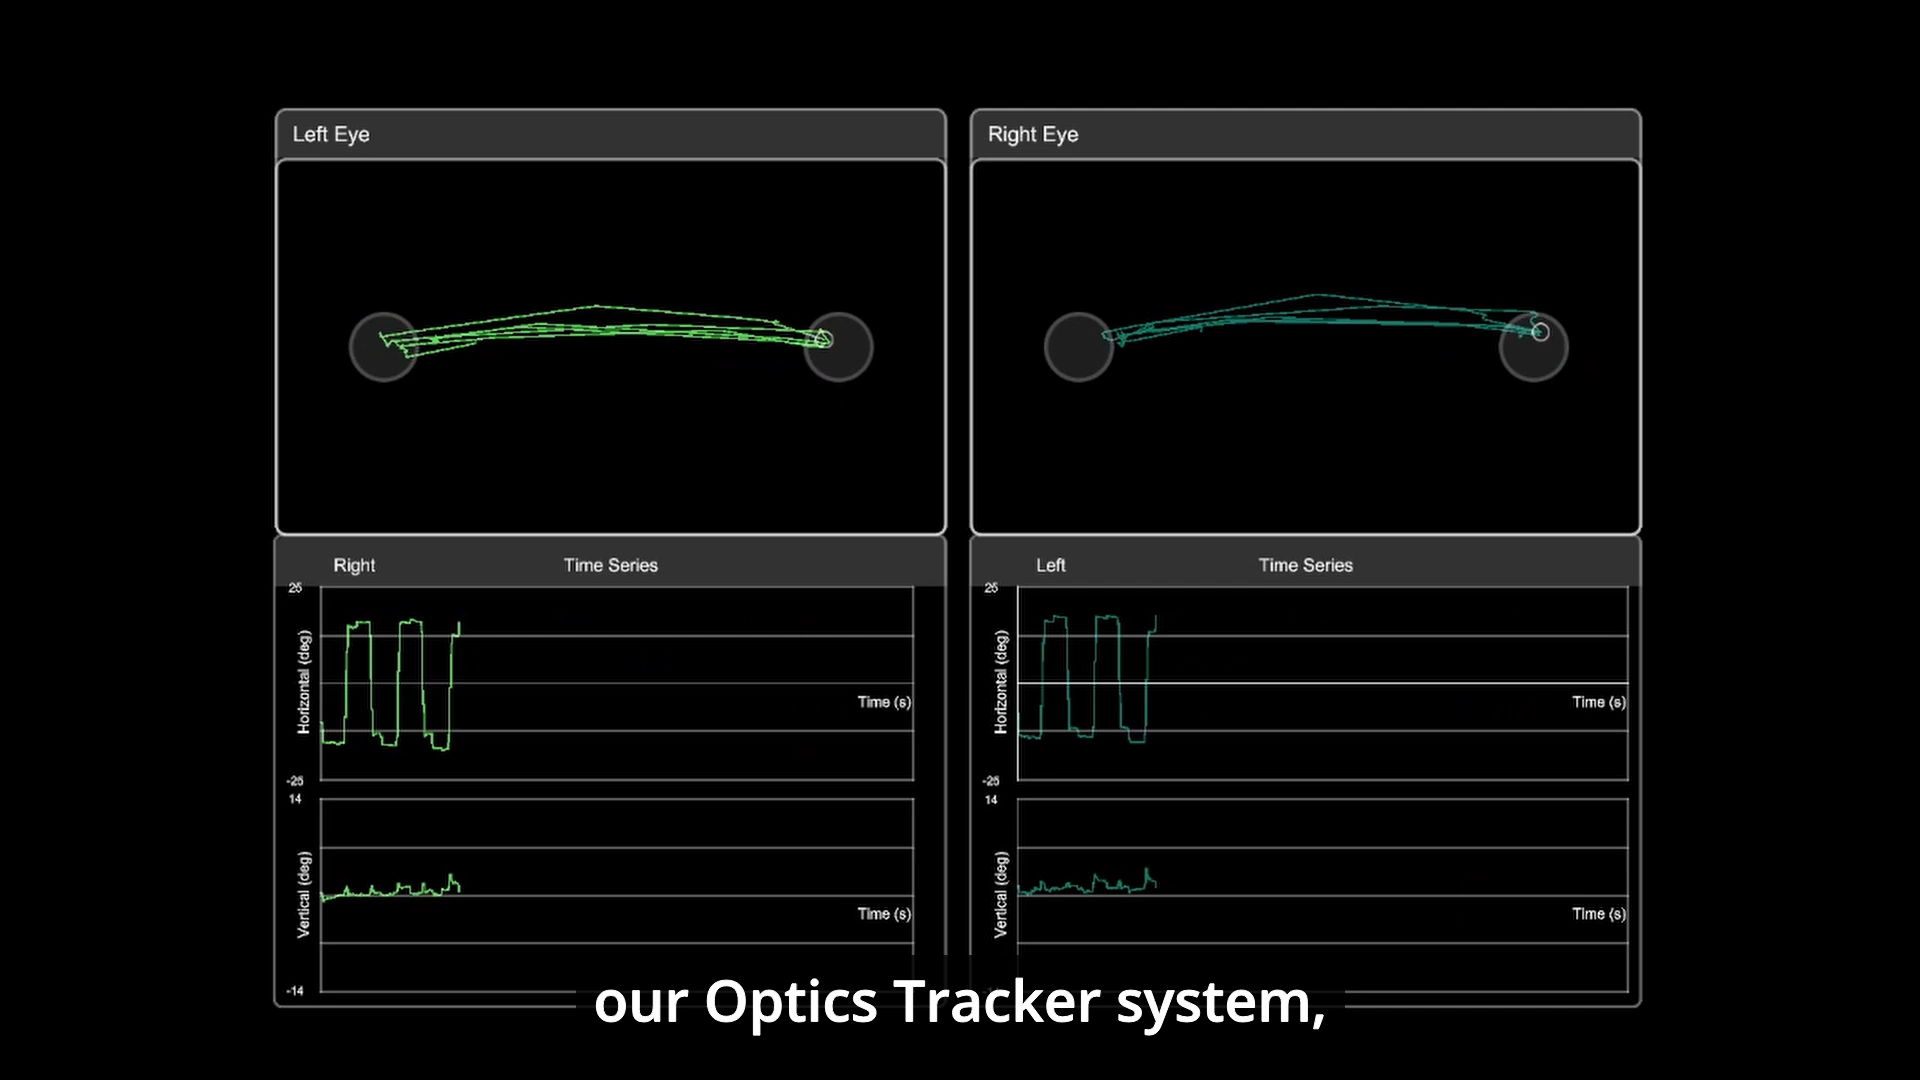 Left Eye
Right Eye
Right
Time Series
Left
Time Series
25
Horizontal (deg)
Time (s)
-25
25
Horizontal (deg)
Time (s)
-25
14
Vertical (deg)
Time (s)
-14
14
Vertical (deg)
Time (s)
our Optics Tracker system,